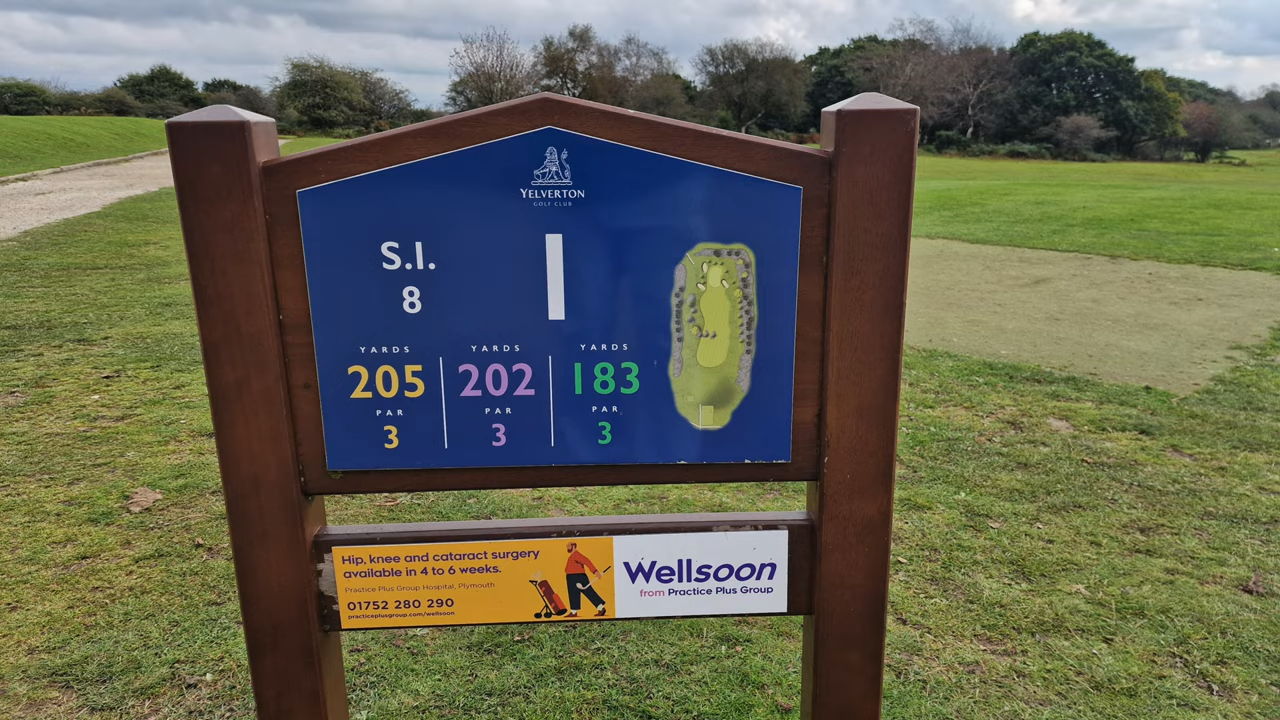 YELVERTON
GOLF CLUB
S.I.
8
1
YARDS YARDS YARDS
205 202 183
PAR PAR PAR
3 3 3
Hip, knee and cataract surgery
available in 4 to 6 weeks.
Practice Plus Group Hospital, Plymouth
01752 280 290
practiceplusgroup.com/wellsoon
Wellsoon
from Practice Plus Group